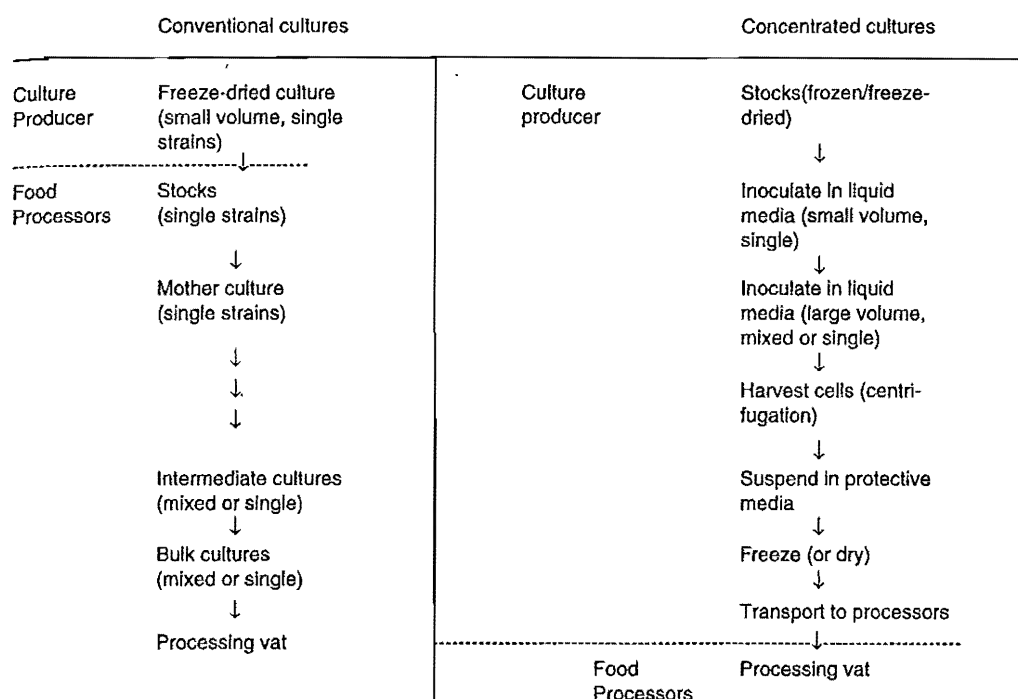 Conventional cultures
Concentrated cultures
Culture
Producer
Freeze-dried culture
(small volume, single
strains)
Food
Processors
Stocks
(single strains)
Mother culture
(single strains)
Intermediate cultures
(mixed or single)
Bulk cultures
(mixed or single)
Processing vat
Culture
producer
Stocks(frozen/freeze-
dried)
Inoculate in liquid
media (small volume,
single)
Inoculate in liquid
media (large volume,
mixed or single)
Harvest cells (centri-
fugation)
Suspend in protective
media
Freeze (or dry)
Transport to processors
Food
Processors
Processing vat